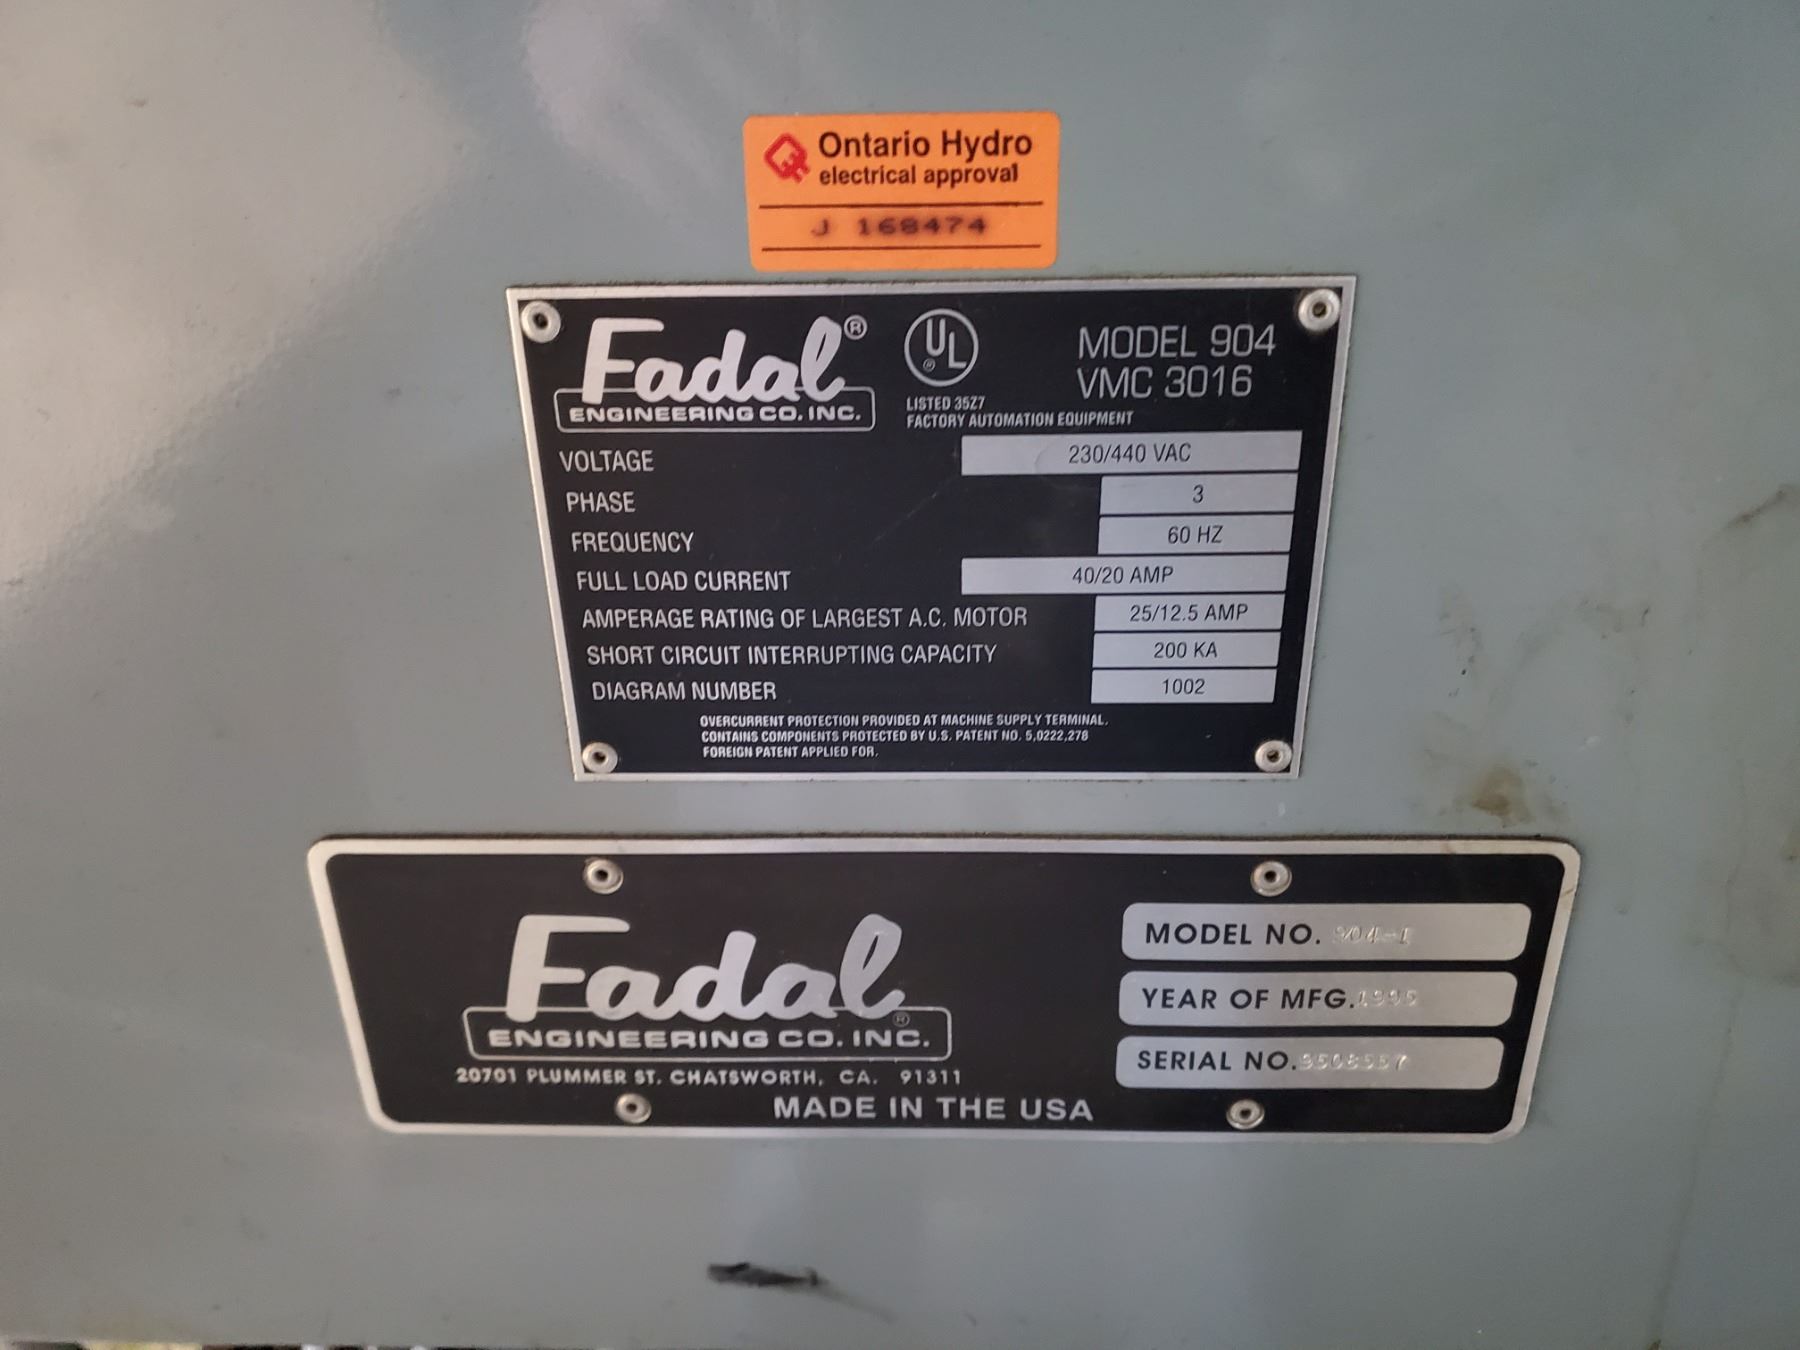 Ontario Hydro
electrical approval
J 168474
Fadal®
ENGINEERING CO. INC.
UL®
LISTED 35Z7
FACTORY AUTOMATION EQUIPMENT
MODEL 904
VMC 3016
VOLTAGE 230/440 VAC
PHASE 3
FREQUENCY 60 HZ
FULL LOAD CURRENT 40/20 AMP
AMPERAGE RATING OF LARGEST A.C. MOTOR 25/12.5 AMP
SHORT CIRCUIT INTERRUPTING CAPACITY 200 KA
DIAGRAM NUMBER 1002
OVERCURRENT PROTECTION PROVIDED AT MACHINE SUPPLY TERMINAL.
CONTAINS COMPONENTS PROTECTED BY U.S. PATENT NO. 5,0222,278
FOREIGN PATENT APPLIED FOR.
Fadal®
ENGINEERING CO. INC.
20701 PLUMMER ST. CHATSWORTH, CA. 91311
MADE IN THE USA
MODEL NO. 904-1
YEAR OF MFG. 1995
SERIAL NO.